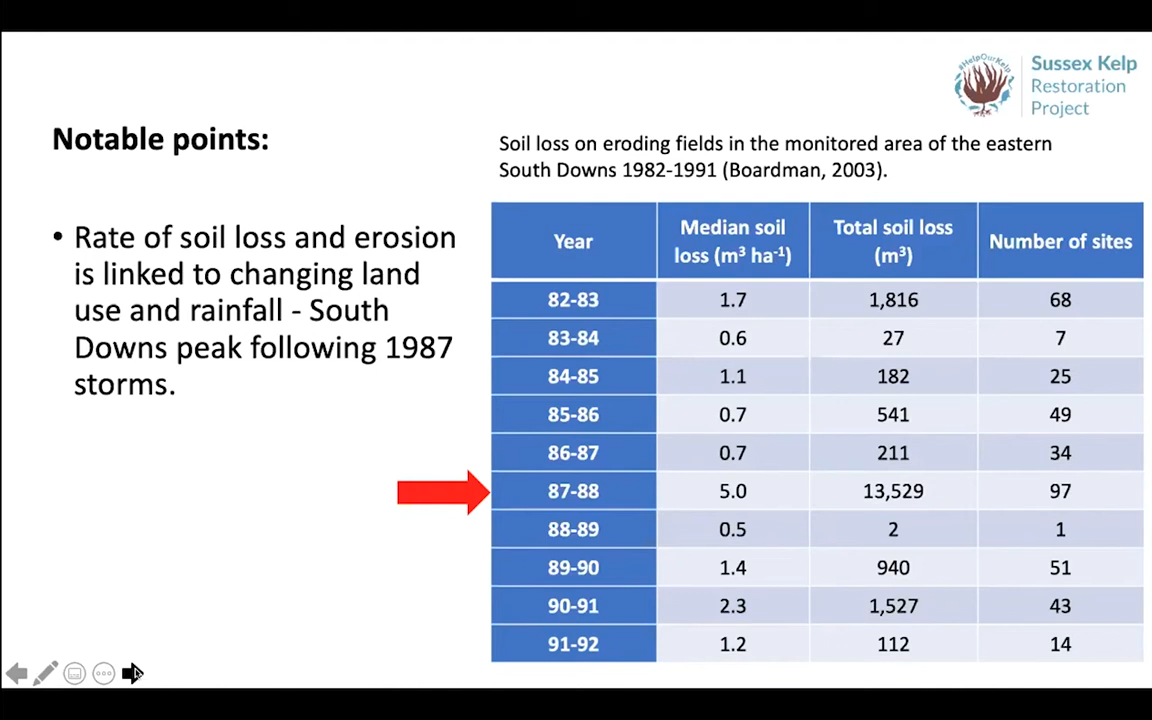 #HelpOurKelp
Sussex Kelp
Restoration
Project
Notable points:
• Rate of soil loss and erosion
is linked to changing land
use and rainfall - South
Downs peak following 1987
storms.
Soil loss on eroding fields in the monitored area of the eastern
South Downs 1982-1991 (Boardman, 2003).
Year Median soil loss (m³ ha⁻¹) Total soil loss (m³) Number of sites
82-83 1.7 1,816 68
83-84 0.6 27 7
84-85 1.1 182 25
85-86 0.7 541 49
86-87 0.7 211 34
87-88 5.0 13,529 97
88-89 0.5 2 1
89-90 1.4 940 51
90-91 2.3 1,527 43
91-92 1.2 112 14